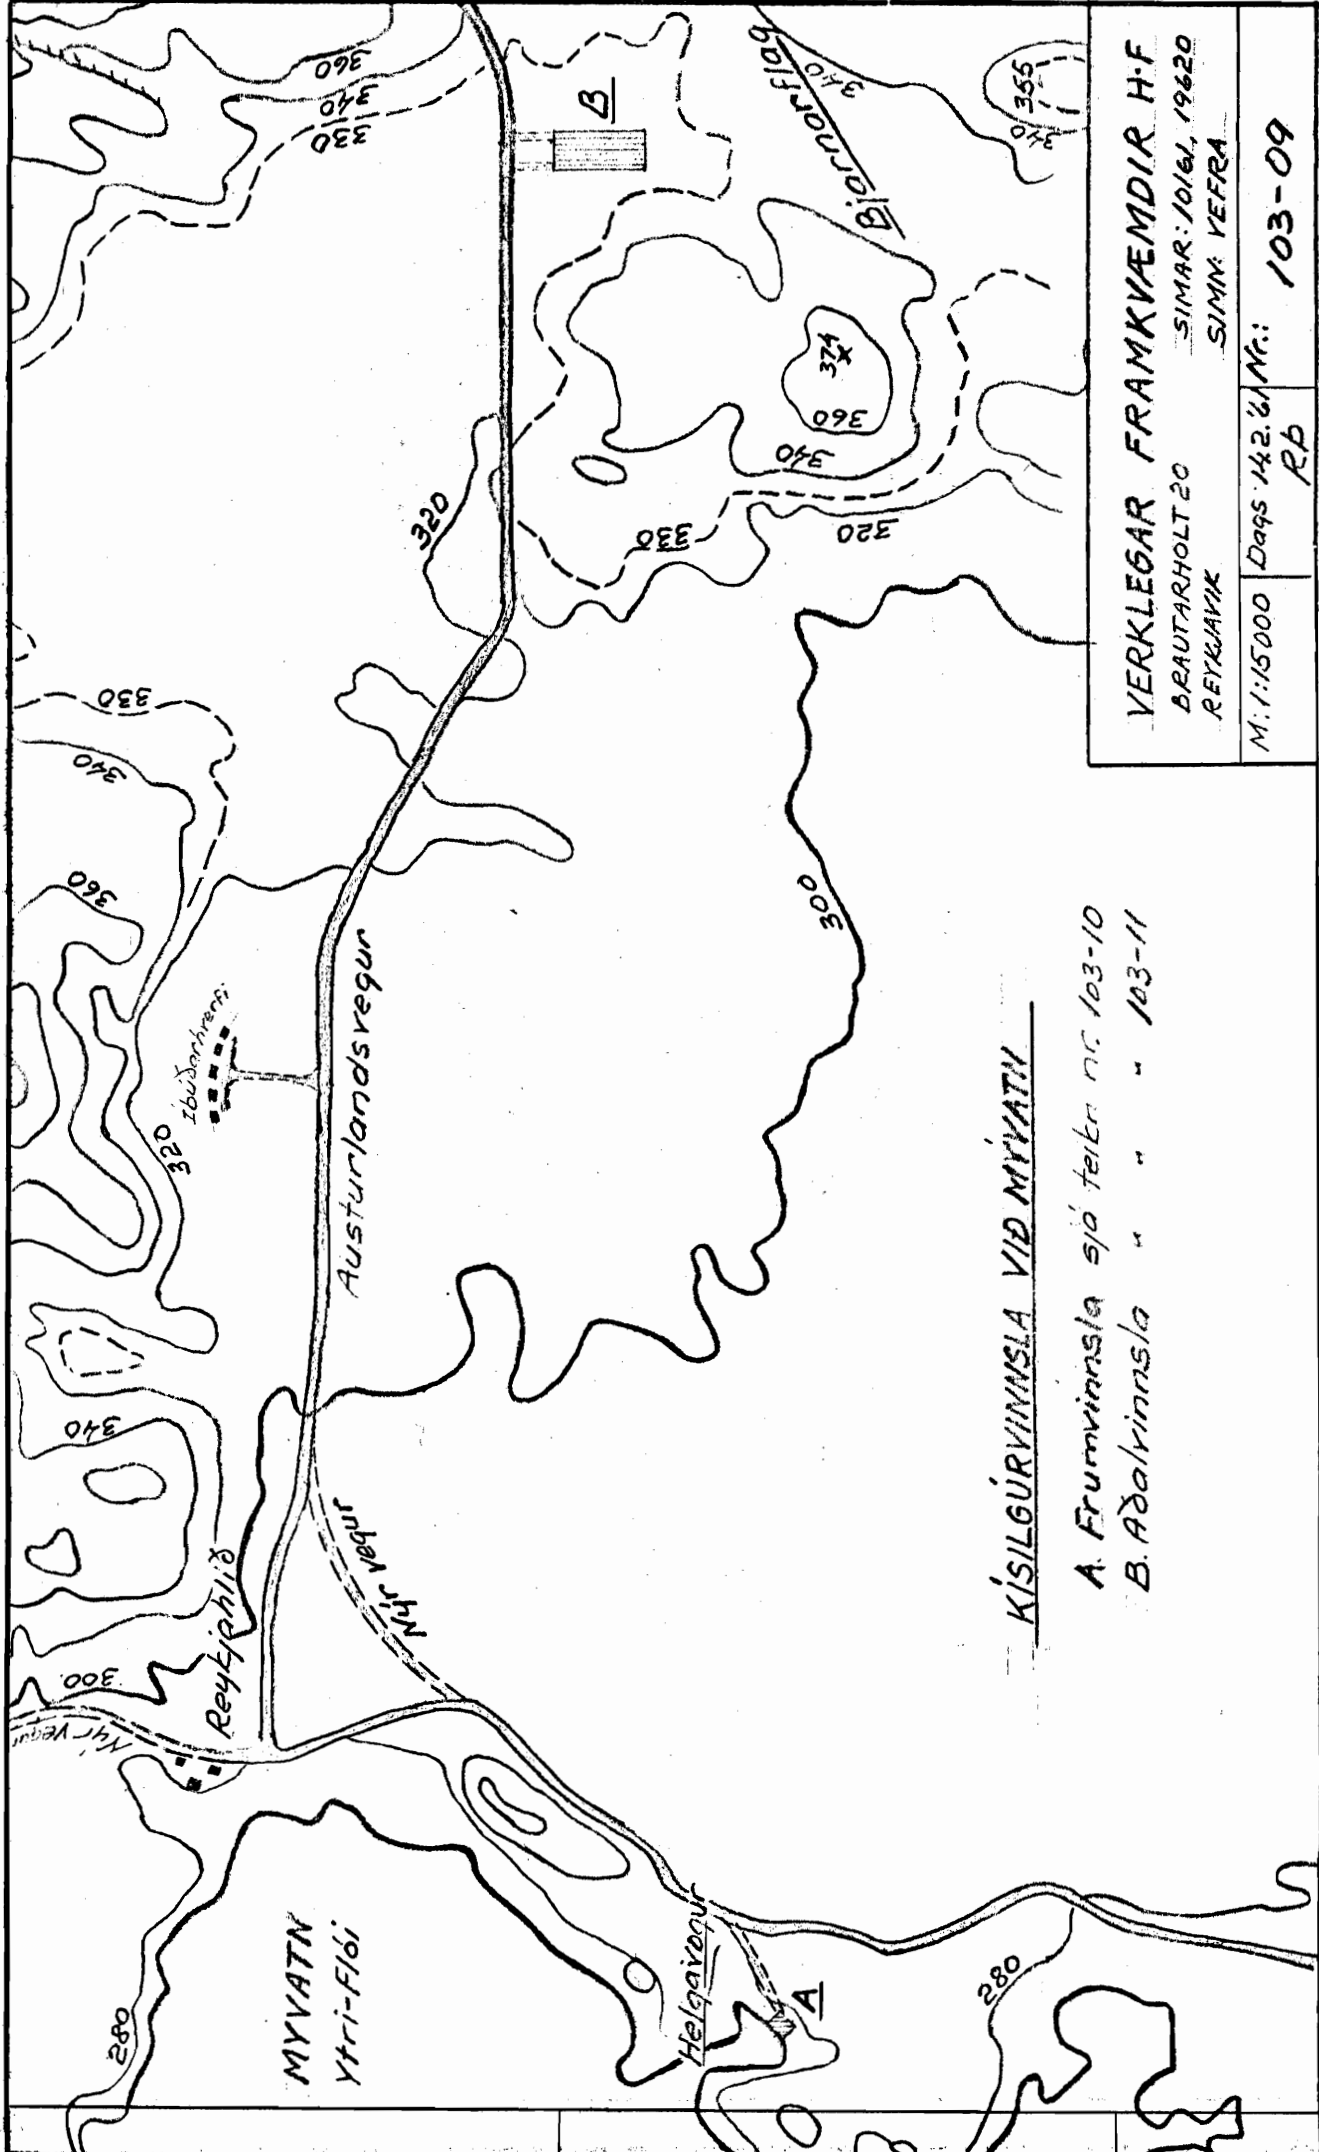 MYVATN
Ytri-Flói
280
Nýr vegur
300
Reykjahlíð
340
320
Íbúðarhverfi
360
340
330
360
340
330
Nýr vegur
Austurlandsvegur
320
B
Helgavogur
A
280
300
330
320
340
360
374
x
Bjarnarflag
340
340
355
KÍSILGÚRVINNSLA VIÐ MÝVATN
A. Frumvinnsla sjá teikn nr. 103-10
B. Aðalvinnsla " " " 103-11
VERKLEGAR FRAMKVÆMDIR H·F
BRAUTARHOLT 20 SIMAR: 10161, 19620
REYKJAVIK SIMN: VEFRA
M: 1:15000 Dags. 14.2.'61 Nr.: 103-09